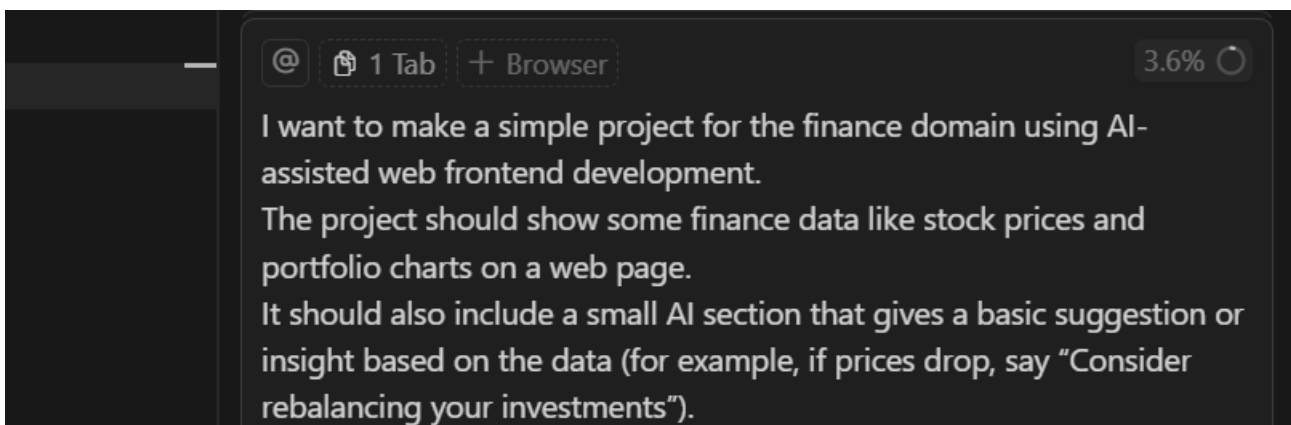 @ 1 Tab + Browser 3.6%
I want to make a simple project for the finance domain using AI-
assisted web frontend development.
The project should show some finance data like stock prices and
portfolio charts on a web page.
It should also include a small AI section that gives a basic suggestion or
insight based on the data (for example, if prices drop, say “Consider
rebalancing your investments”).